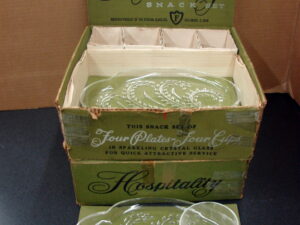 SNACK SET
THIS SNACK SET OF
Four Plates-Four Cups
IN SPARKLING CRYSTAL GLASS
FOR QUICK ATTRACTIVE SERVICE
Hospitality